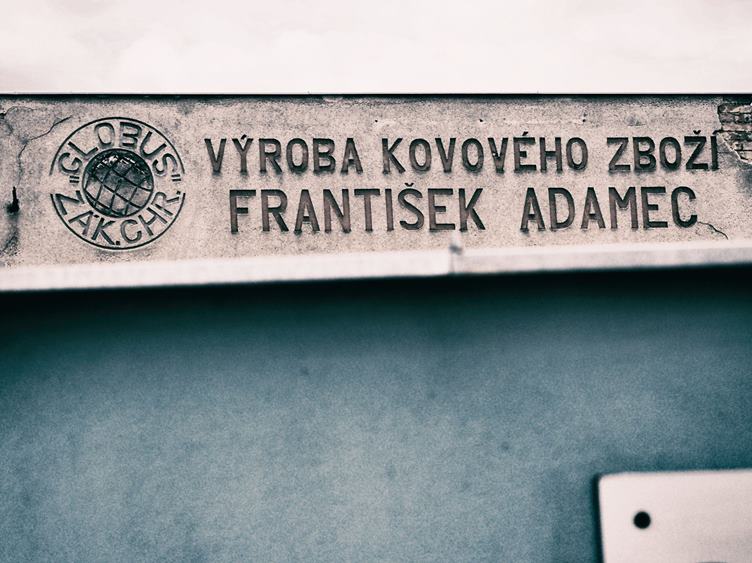 "GLOBUS"
ZÁK.CHR.
VÝROBA KOVOVÉHO ZBOŽÍ
FRANTIŠEK ADAMEC